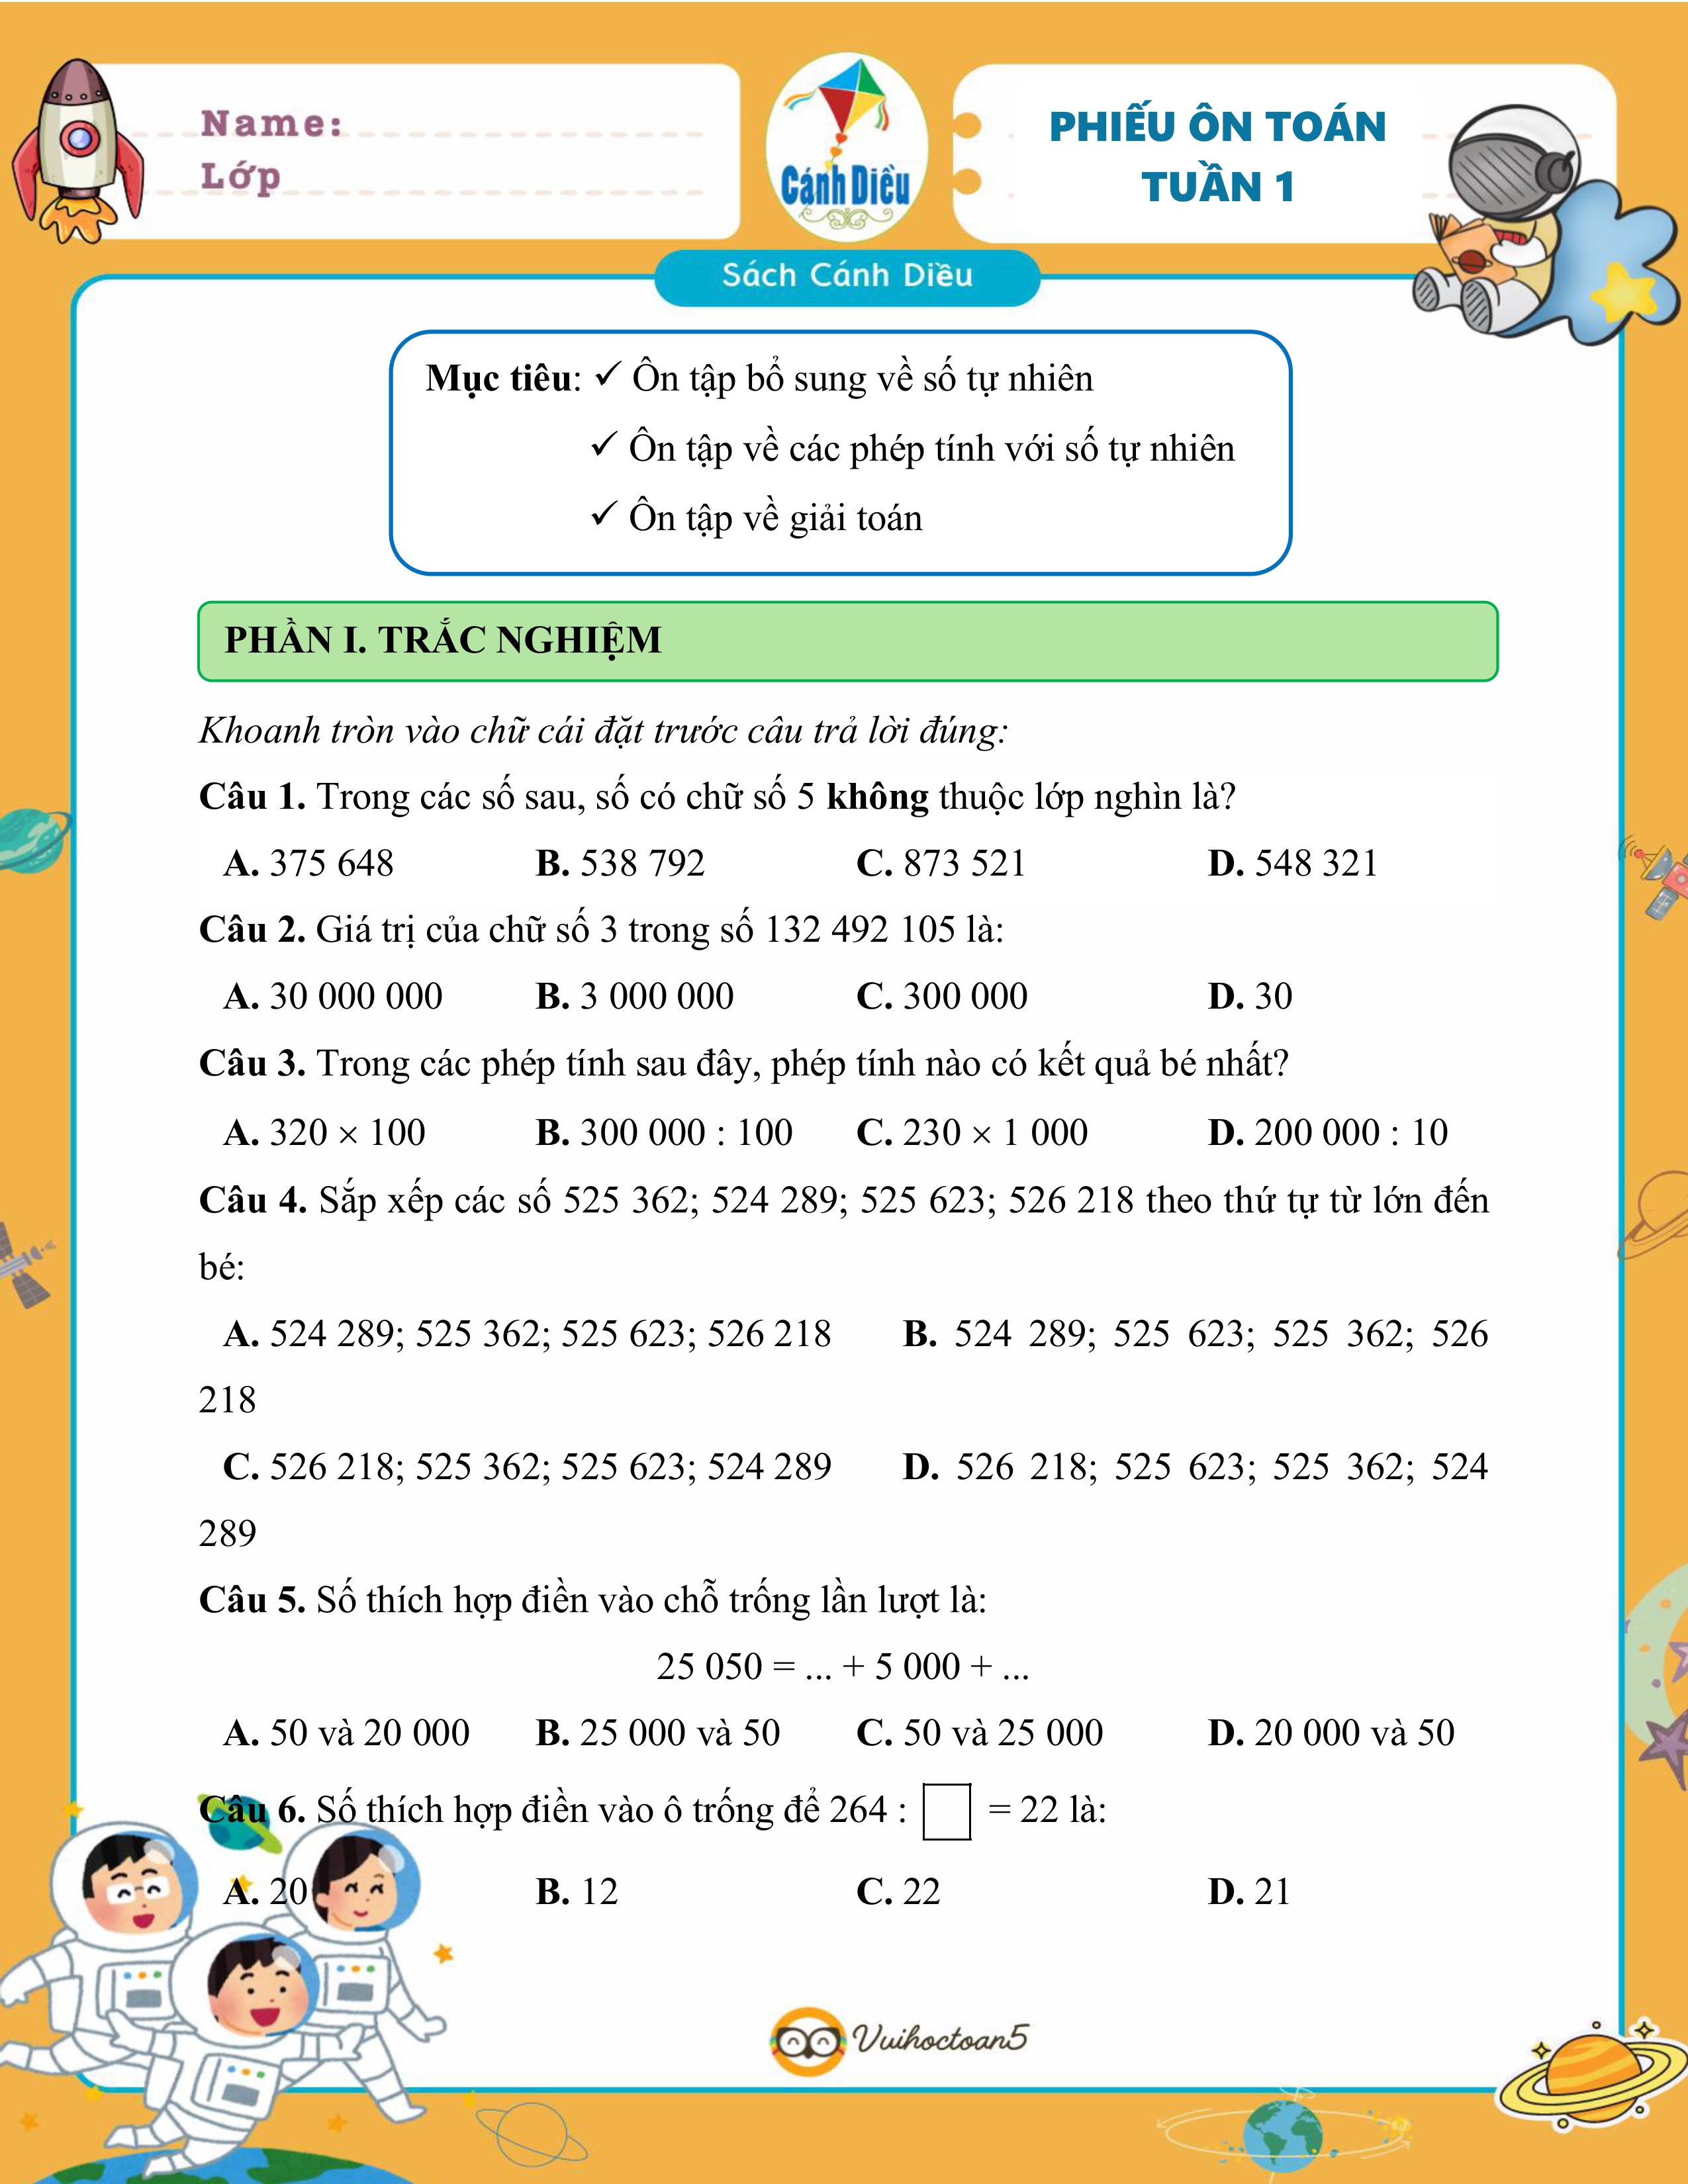 Name:
Lớp
Cánh Diều
PHIẾU ÔN TOÁN
TUẦN 1
Sách Cánh Diều
Mục tiêu: ✓ Ôn tập bổ sung về số tự nhiên
✓ Ôn tập về các phép tính với số tự nhiên
✓ Ôn tập về giải toán
PHẦN I. TRẮC NGHIỆM
Khoanh tròn vào chữ cái đặt trước câu trả lời đúng:
Câu 1. Trong các số sau, số có chữ số 5 không thuộc lớp nghìn là?
A. 375 648 B. 538 792 C. 873 521 D. 548 321
Câu 2. Giá trị của chữ số 3 trong số 132 492 105 là:
A. 30 000 000 B. 3 000 000 C. 300 000 D. 30
Câu 3. Trong các phép tính sau đây, phép tính nào có kết quả bé nhất?
A. 320 × 100 B. 300 000 : 100 C. 230 × 1 000 D. 200 000 : 10
Câu 4. Sắp xếp các số 525 362; 524 289; 525 623; 526 218 theo thứ tự từ lớn đến
bé:
A. 524 289; 525 362; 525 623; 526 218 B. 524 289; 525 623; 525 362; 526
218
C. 526 218; 525 362; 525 623; 524 289 D. 526 218; 525 623; 525 362; 524
289
Câu 5. Số thích hợp điền vào chỗ trống lần lượt là:
25 050 = ... + 5 000 + ...
A. 50 và 20 000 B. 25 000 và 50 C. 50 và 25 000 D. 20 000 và 50
Câu 6. Số thích hợp điền vào ô trống để 264 : □ = 22 là:
A. 20 B. 12 C. 22 D. 21
Vuihoctoan5